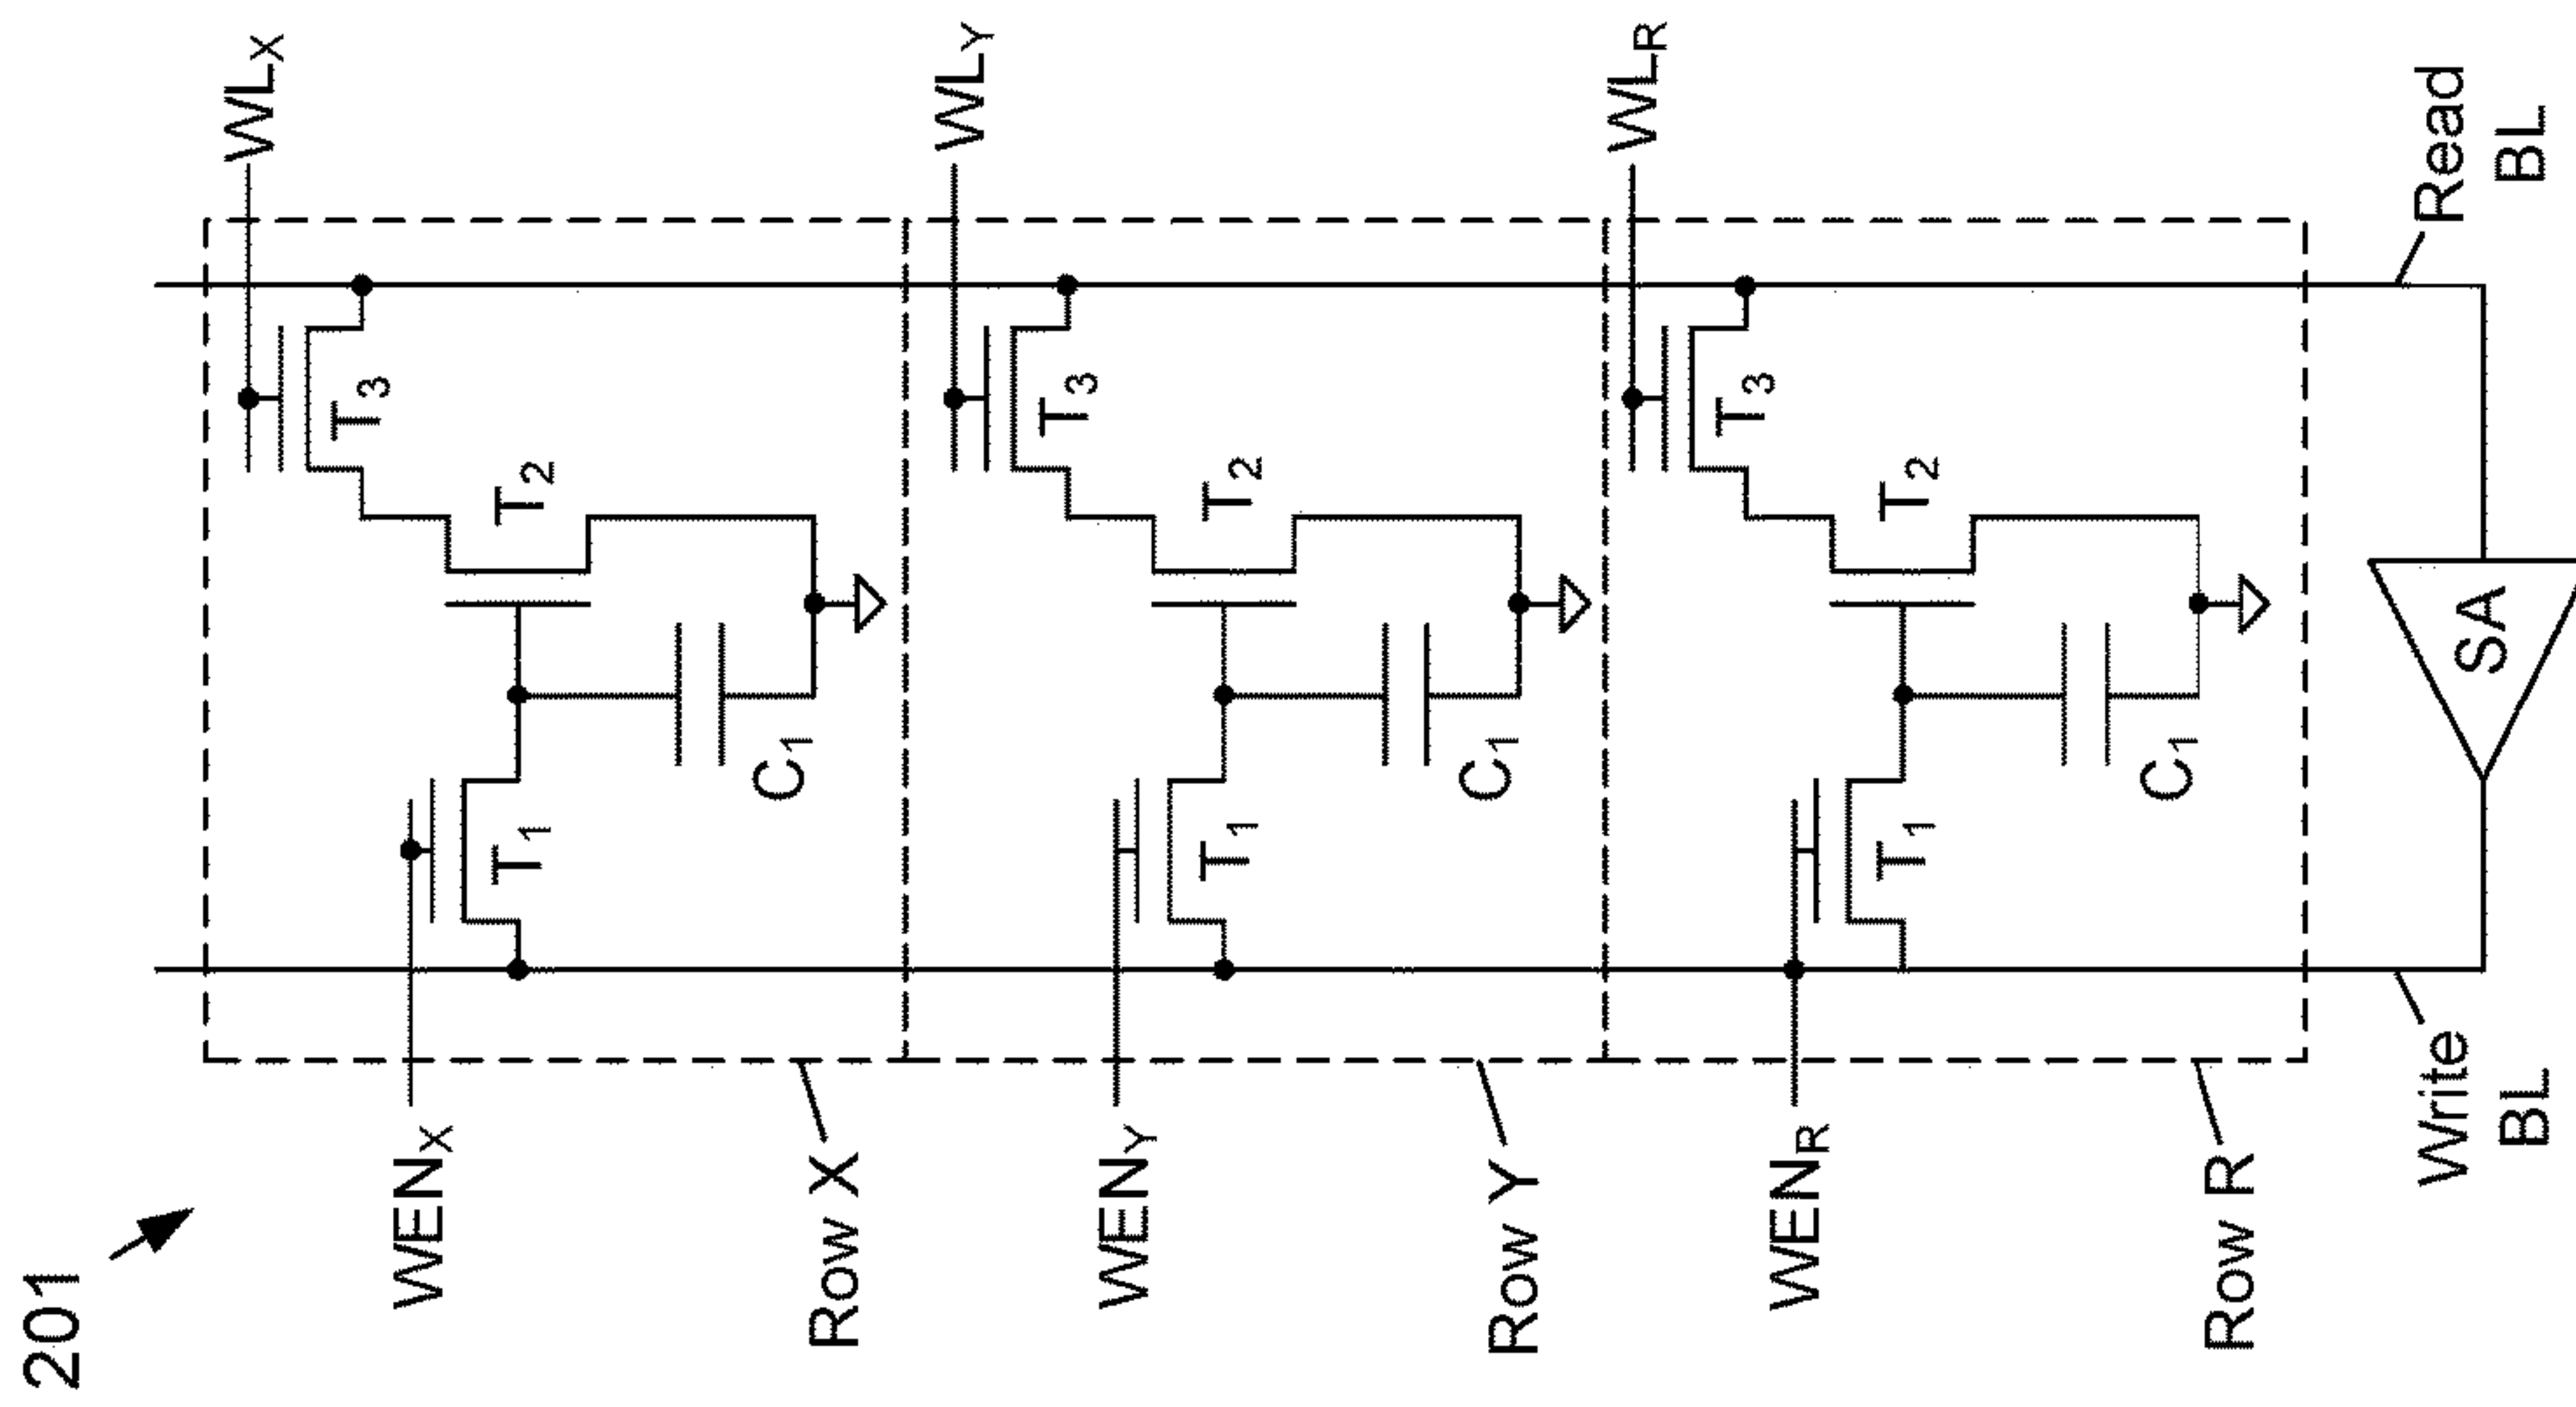 201
WEN_X
WL_X
T_1
T_2
T_3
C_1
Row X
WEN_Y
WL_Y
T_1
T_2
T_3
C_1
Row Y
WEN_R
WL_R
T_1
T_2
T_3
C_1
Row R
Write
BL
SA
Read
BL